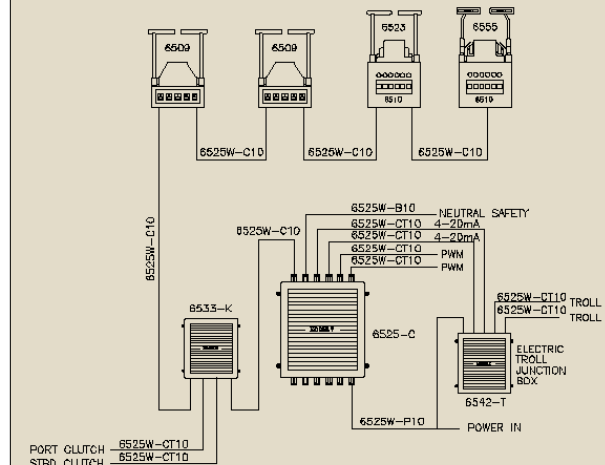 6509
6509
6523
6555
6510
6510
6525W-C10
6525W-C10
6525W-C10
6525W-C10
6525W-C10
6525W-B10
NEUTRAL SAFETY
6525W-CT10
4-20mA
6525W-CT10
4-20mA
6525W-CT10
PWM
6525W-CT10
PWM
6533-K
6525-C
6525W-CT10
TROLL
6525W-CT10
TROLL
ELECTRIC
TROLL
JUNCTION
BOX
6542-T
6525W-P10
POWER IN
PORT CLUTCH
6525W-CT10
STBD CLUTCH
6525W-CT10